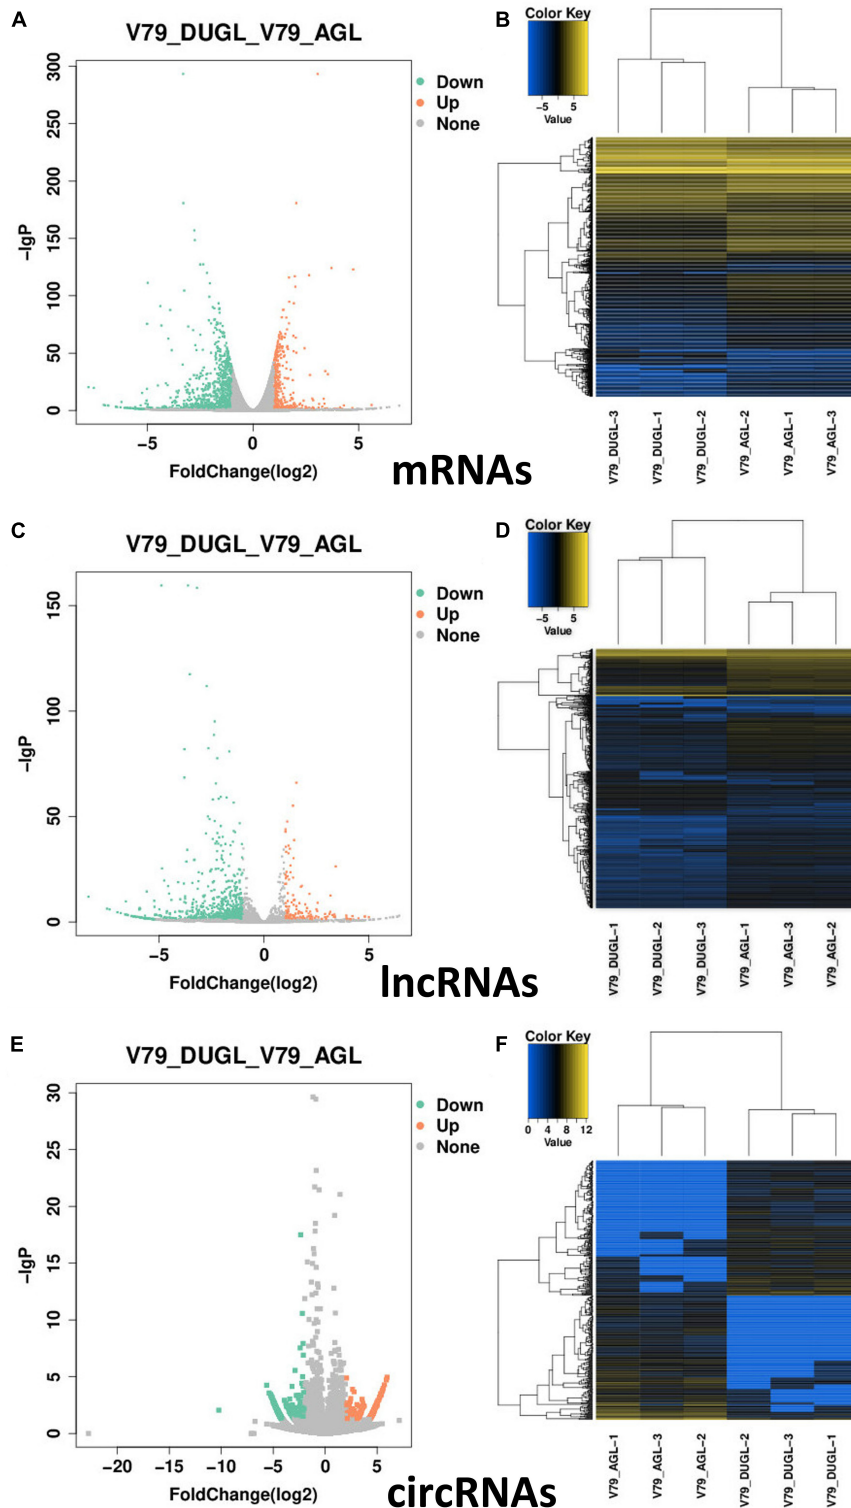 A
V79_DUGL_V79_AGL
300
250
200
150
100
50
0
-lgP
-5
0
5
FoldChange(log2)
Down
Up
None
B
Color Key
-5
5
Value
V79_DUGL-3
V79_DUGL-1
V79_DUGL-2
V79_AGL-2
V79_AGL-1
V79_AGL-3
mRNAs
C
V79_DUGL_V79_AGL
150
100
50
0
-lgP
-5
0
5
FoldChange(log2)
Down
Up
None
D
Color Key
-5
5
Value
V79_DUGL-1
V79_DUGL-2
V79_DUGL-3
V79_AGL-1
V79_AGL-3
V79_AGL-2
lncRNAs
E
V79_DUGL_V79_AGL
30
25
20
15
10
5
0
-lgP
-20
-15
-10
-5
0
5
FoldChange(log2)
Down
Up
None
F
Color Key
0 4 8 12
Value
V79_AGL-1
V79_AGL-3
V79_AGL-2
V79_DUGL-2
V79_DUGL-3
V79_DUGL-1
circRNAs